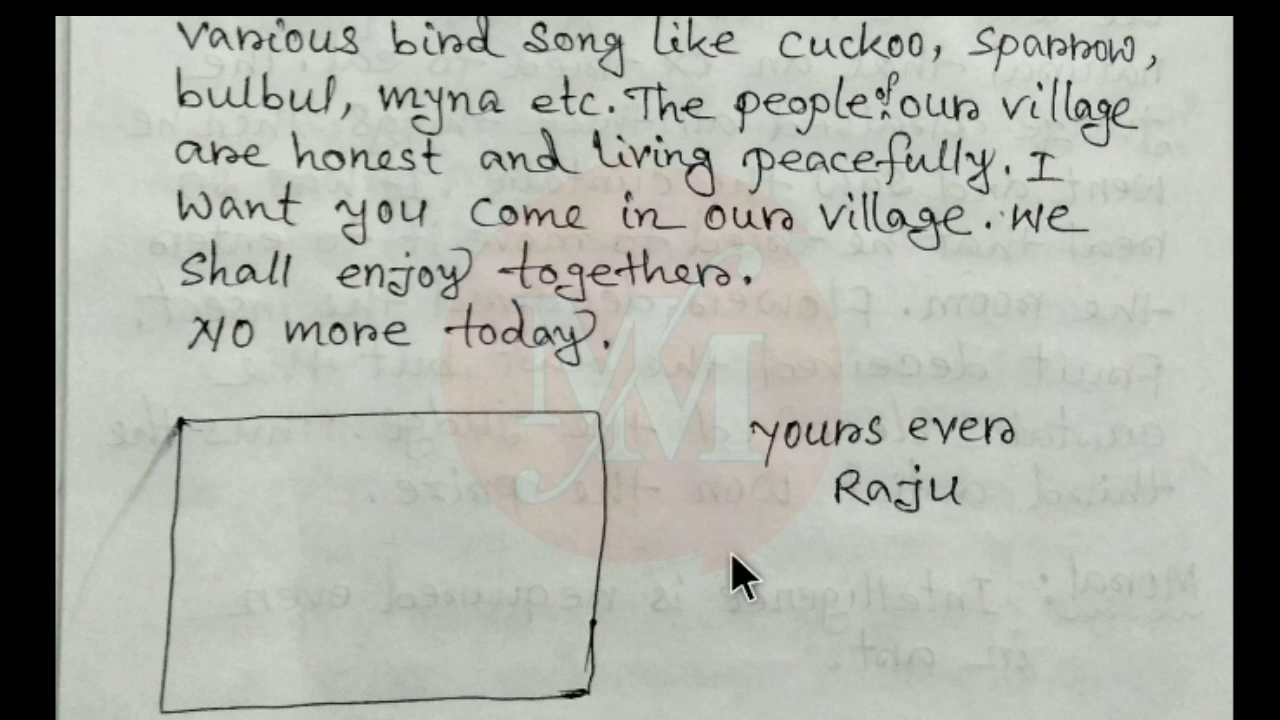 various bird song like cuckoo, sparrow,
bulbul, myna etc. The people of our village
are honest and living peacefully. I
want you come in our village. we
shall enjoy together.
No more today.
yours ever
Raju